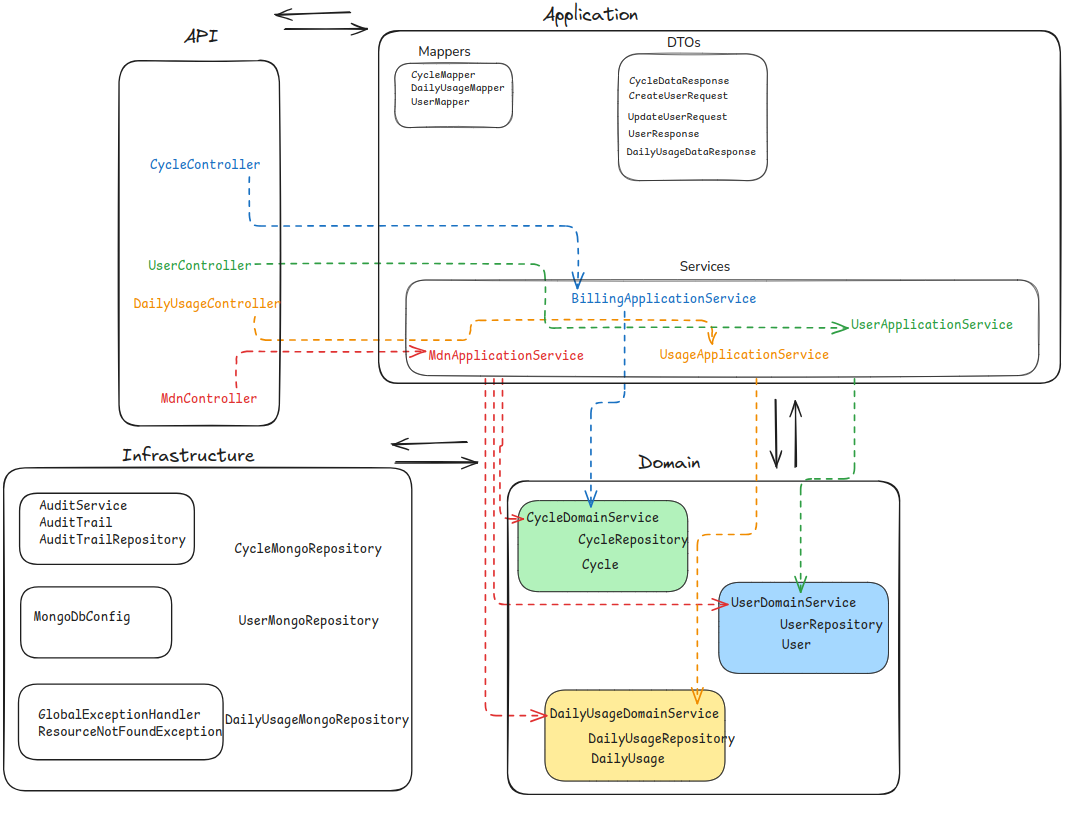 Application
API
Mappers
CycleMapper
DailyUsageMapper
UserMapper
DTOs
CycleDataResponse
CreateUserRequest
UpdateUserRequest
UserResponse
DailyUsageDataResponse
CycleController
UserController
DailyUsageController
MdnController
Services
BillingApplicationService
UserApplicationService
MdnApplicationService
UsageApplicationService
Infrastructure
AuditService
AuditTrail
AuditTrailRepository
CycleMongoRepository
MongoDbConfig
UserMongoRepository
GlobalExceptionHandler
ResourceNotFoundException
DailyUsageMongoRepository
Domain
CycleDomainService
CycleRepository
Cycle
UserDomainService
UserRepository
User
DailyUsageDomainService
DailyUsageRepository
DailyUsage